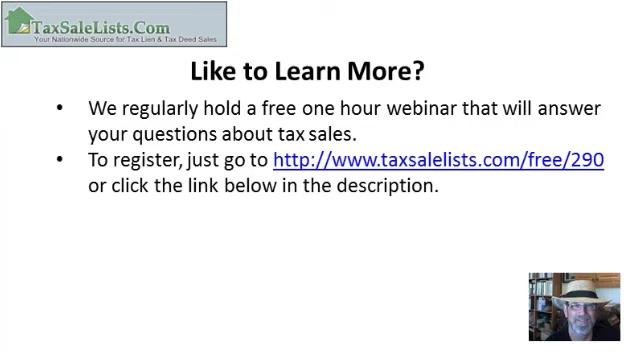 TaxSaleLists.Com
Your Nationwide Source for Tax Lien & Tax Deed Sales
Like to Learn More?
• We regularly hold a free one hour webinar that will answer
your questions about tax sales.
• To register, just go to http://www.taxsalelists.com/free/290
or click the link below in the description.